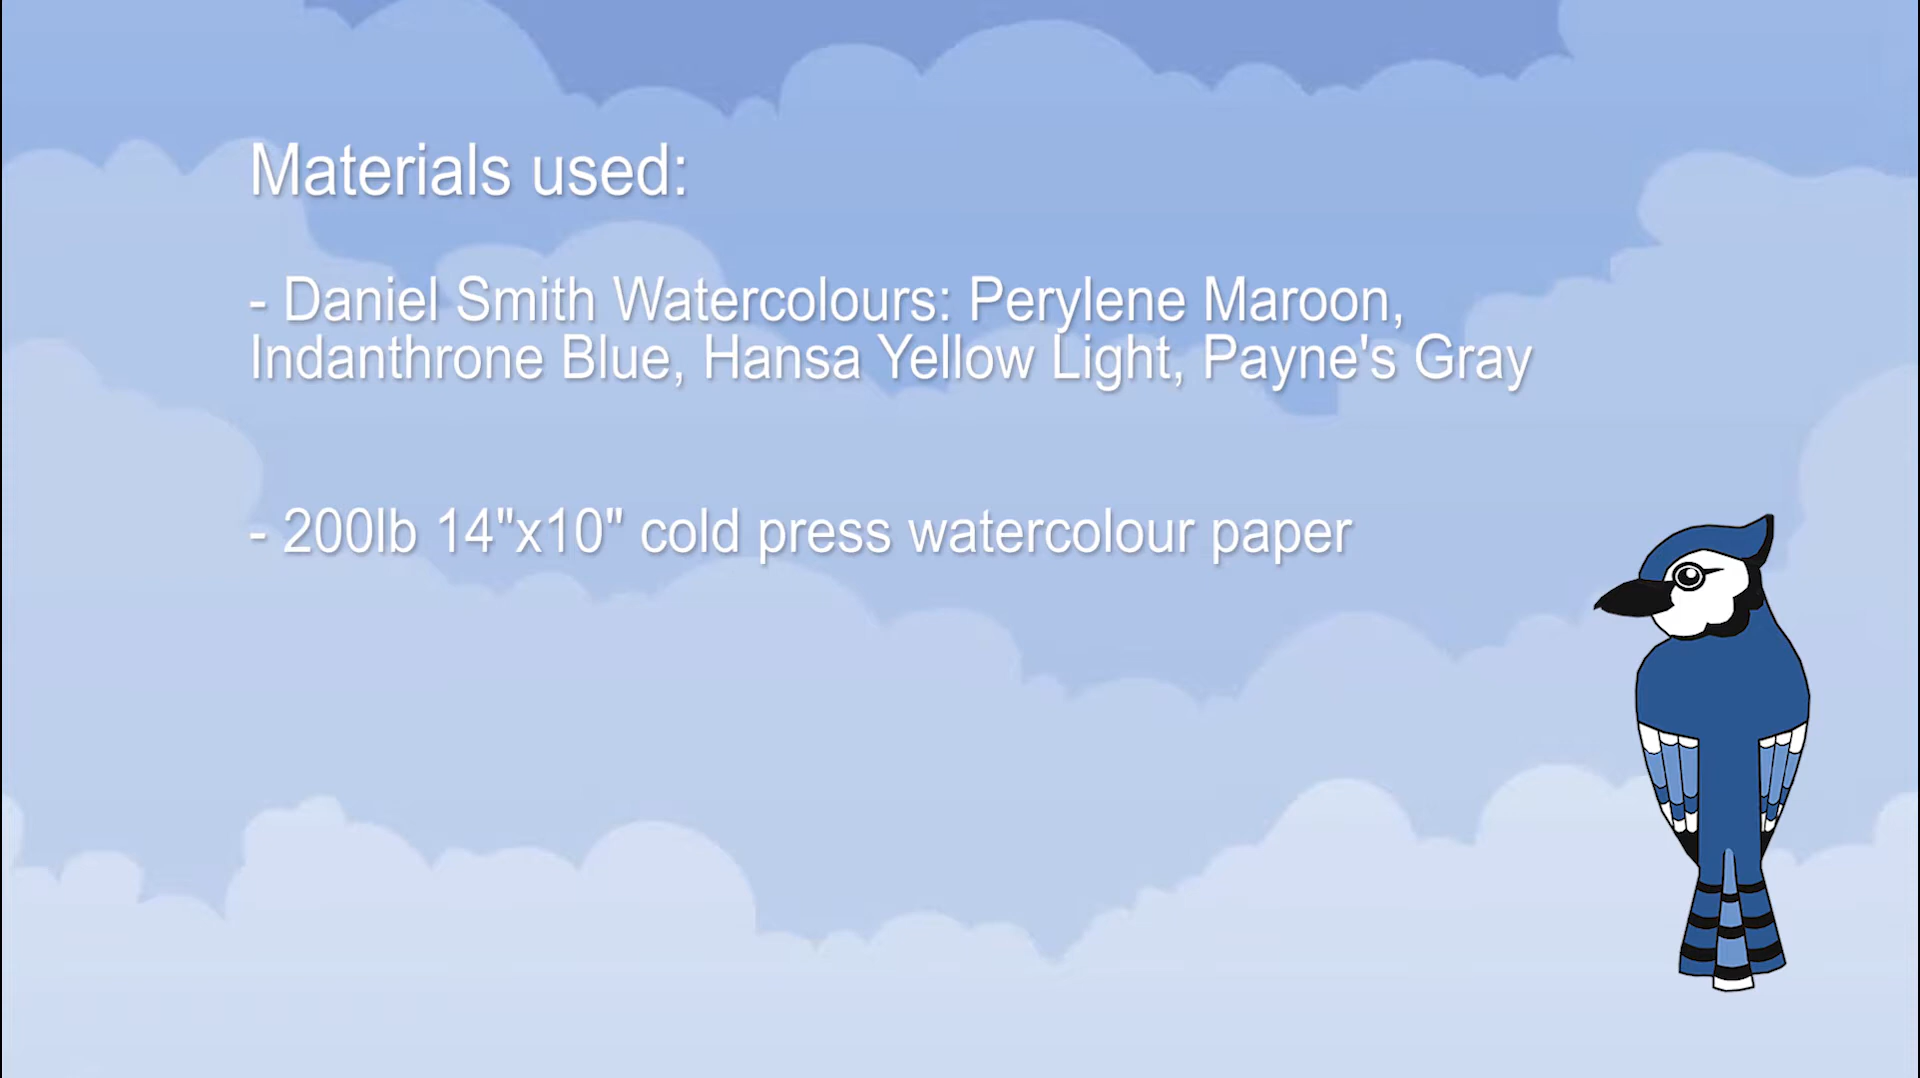 Materials used:
- Daniel Smith Watercolours: Perylene Maroon,
Indanthrone Blue, Hansa Yellow Light, Payne's Gray
- 200lb 14"x10" cold press watercolour paper